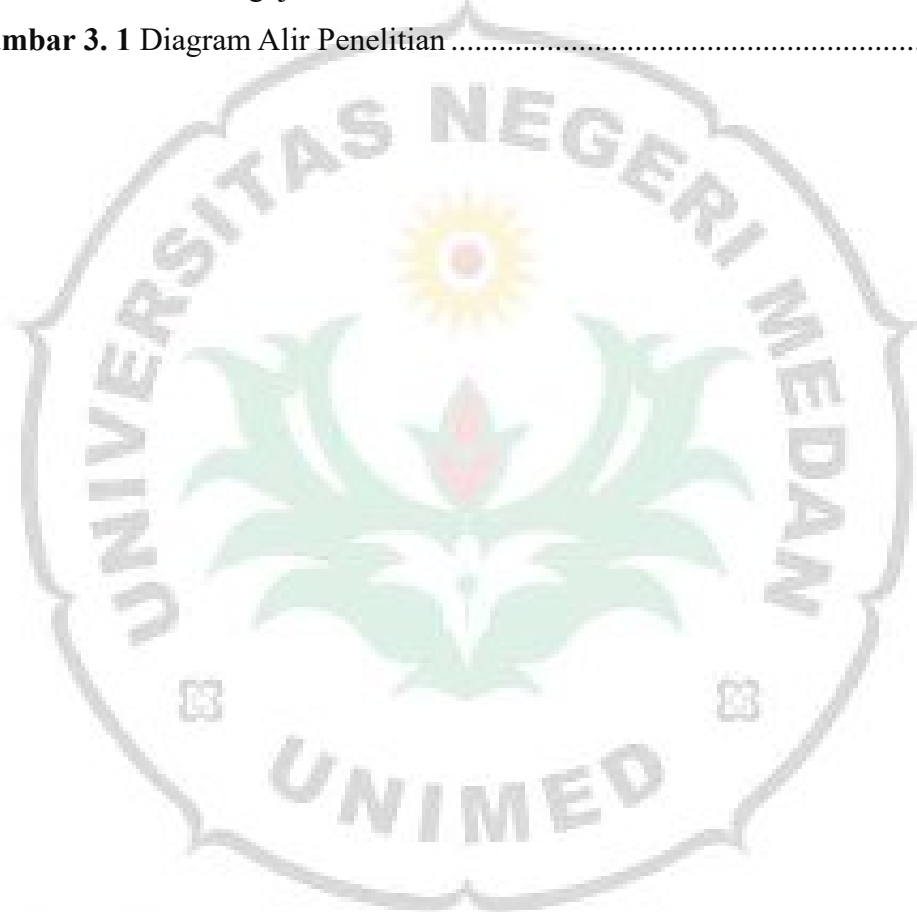 mbar 3. 1 Diagram Alir Penelitian ........................................................
UNIVERSITAS NEGERI MEDAN
UNIMED